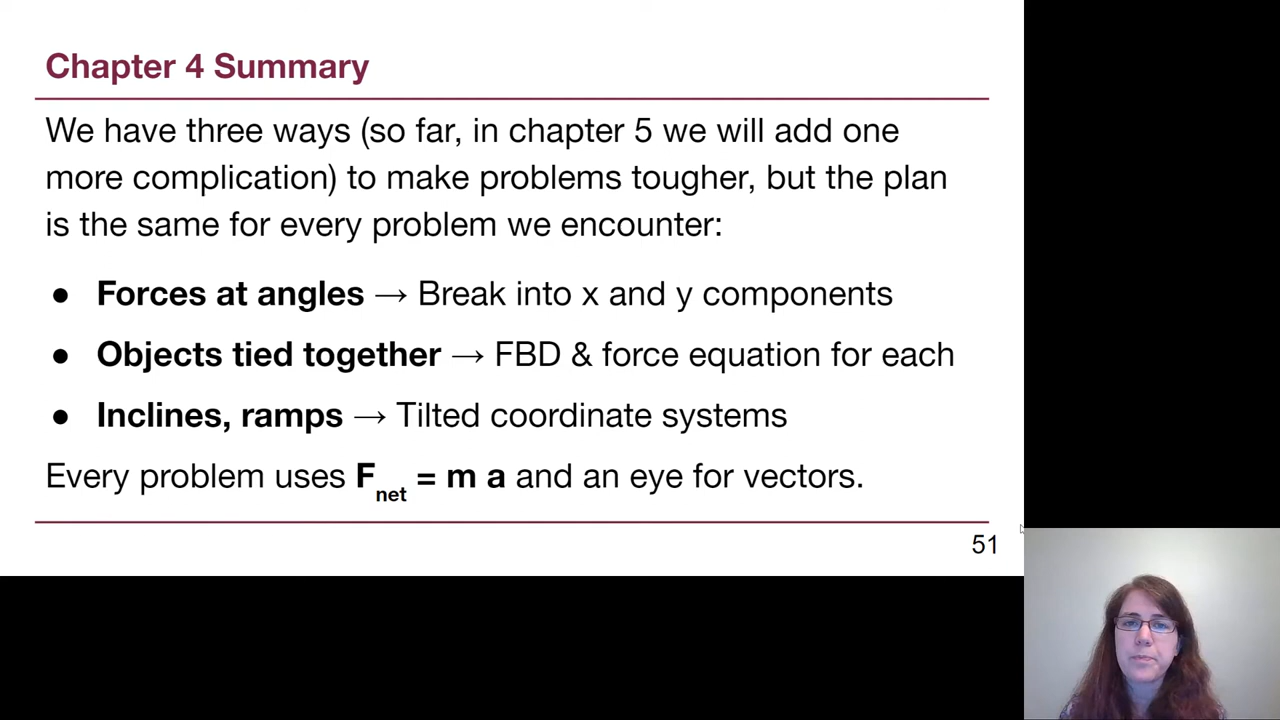 Chapter 4 Summary
We have three ways (so far, in chapter 5 we will add one
more complication) to make problems tougher, but the plan
is the same for every problem we encounter:
● Forces at angles → Break into x and y components
● Objects tied together → FBD & force equation for each
● Inclines, ramps → Tilted coordinate systems
Every problem uses Fnet = m a and an eye for vectors.
51